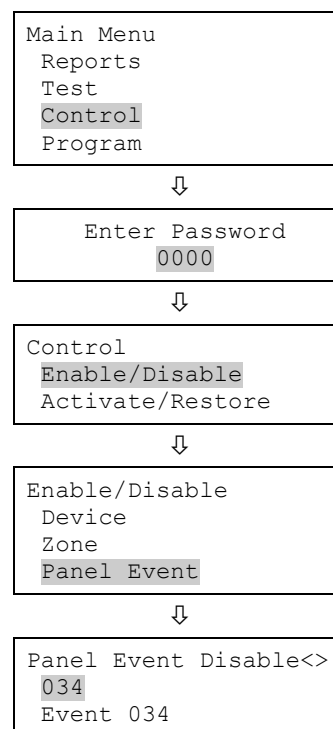 Main Menu
Reports
Test
Control
Program
Enter Password
0000
Control
Enable/Disable
Activate/Restore
Enable/Disable
Device
Zone
Panel Event
Panel Event Disable<>
034
Event 034